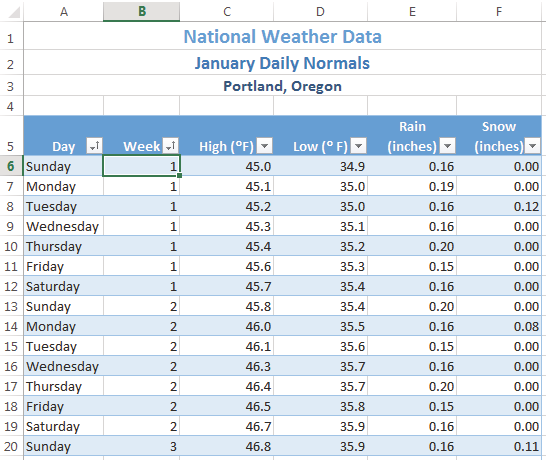 A B C D E F
1 National Weather Data
2 January Daily Normals
3 Portland, Oregon
4
Rain Snow
5 Day Week High (°F) Low (° F) (inches) (inches)
6 Sunday 1 45.0 34.9 0.16 0.00
7 Monday 1 45.1 35.0 0.19 0.00
8 Tuesday 1 45.2 35.0 0.16 0.12
9 Wednesday 1 45.3 35.1 0.16 0.00
10 Thursday 1 45.4 35.2 0.20 0.00
11 Friday 1 45.6 35.3 0.15 0.00
12 Saturday 1 45.7 35.4 0.16 0.00
13 Sunday 2 45.8 35.4 0.20 0.00
14 Monday 2 46.0 35.5 0.16 0.08
15 Tuesday 2 46.1 35.6 0.15 0.00
16 Wednesday 2 46.3 35.7 0.16 0.00
17 Thursday 2 46.4 35.7 0.20 0.00
18 Friday 2 46.5 35.8 0.15 0.00
19 Saturday 2 46.7 35.9 0.16 0.00
20 Sunday 3 46.8 35.9 0.16 0.11